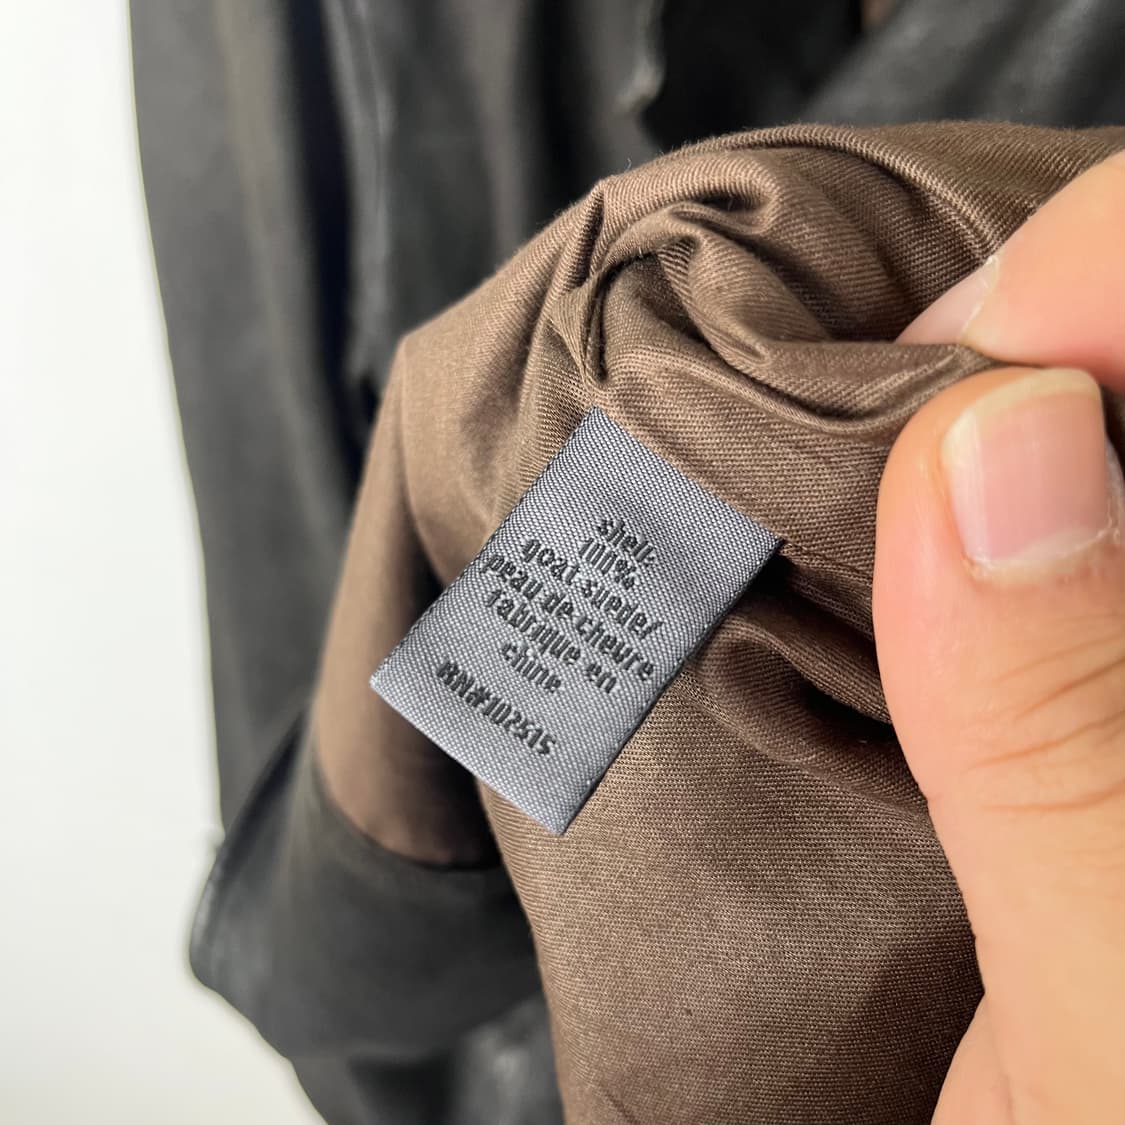 shell:
100%
goat suede/
peau de chevre
fabrique en
chine
RN#102515